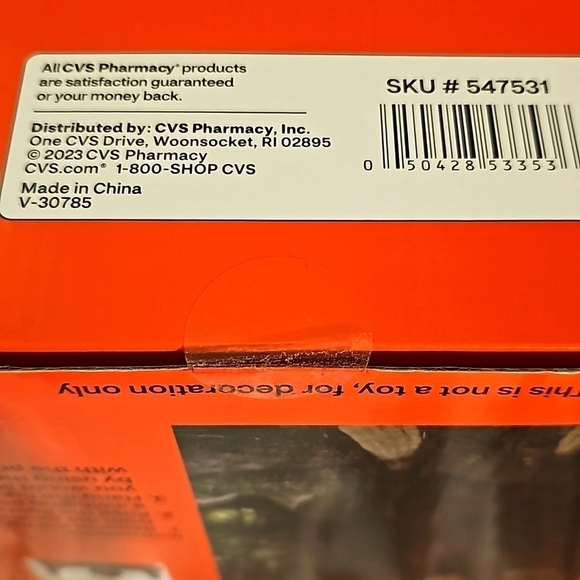 All CVS Pharmacy® products
are satisfaction guaranteed
or your money back.
Distributed by: CVS Pharmacy, Inc.
One CVS Drive, Woonsocket, RI 02895
© 2023 CVS Pharmacy
CVS.com® 1-800-SHOP CVS
Made in China
V-30785
SKU # 547531
0 50428 53353
This is not a toy, for decoration only
with the